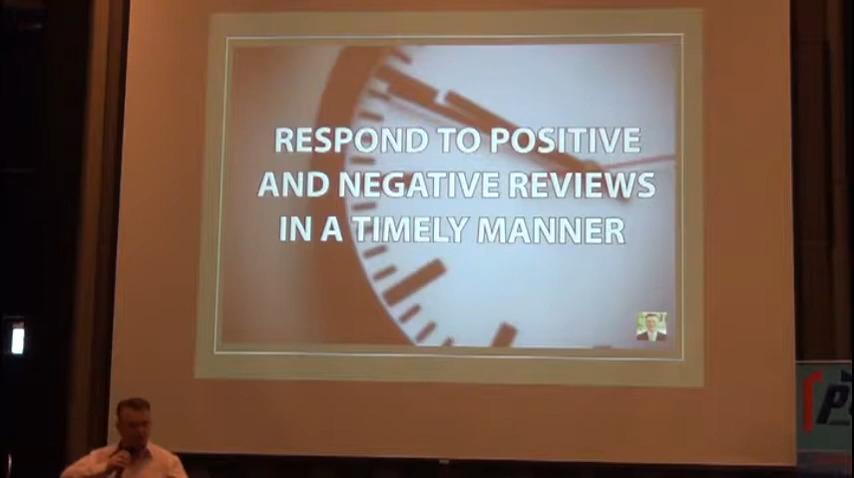 RESPOND TO POSITIVE
AND NEGATIVE REVIEWS
IN A TIMELY MANNER